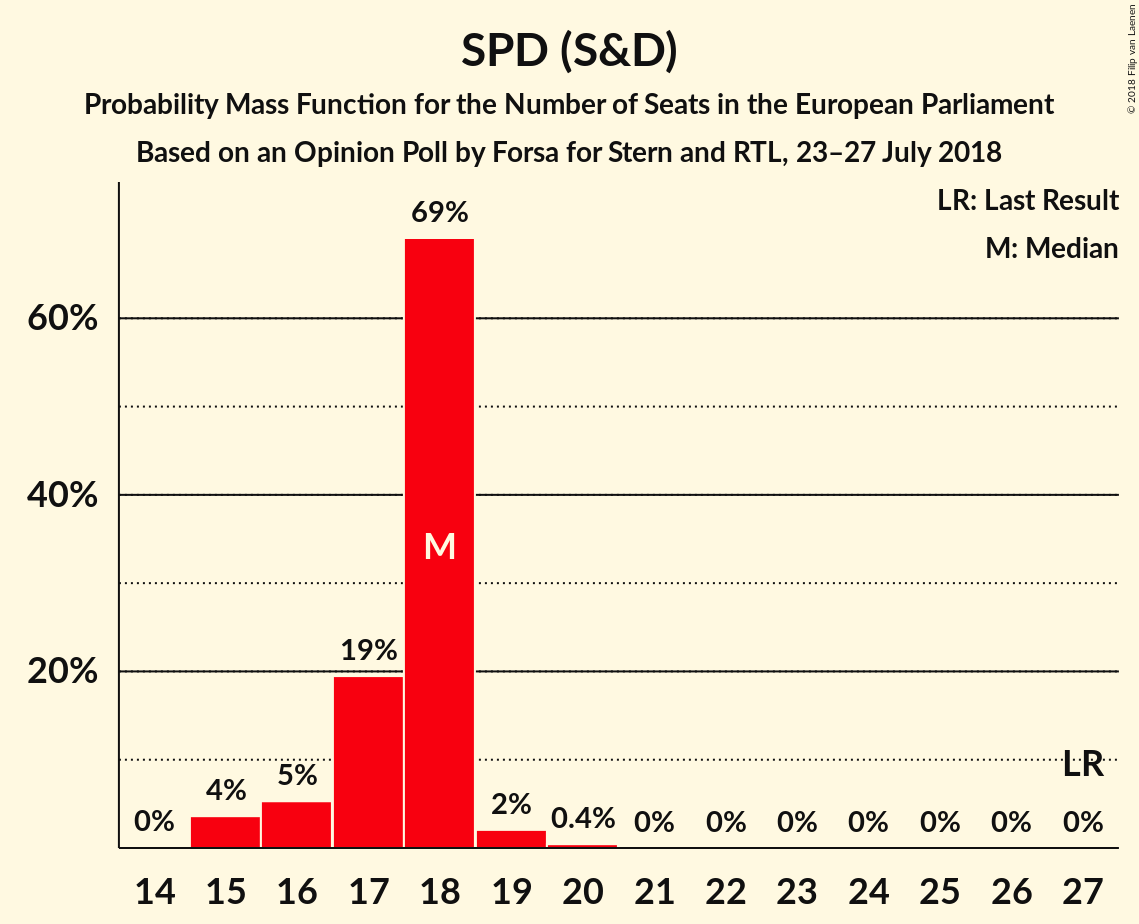 SPD (S&D)
Probability Mass Function for the Number of Seats in the European Parliament
Based on an Opinion Poll by Forsa for Stern and RTL, 23–27 July 2018
© 2018 Filip van Laenen
LR: Last Result
M: Median
60%
40%
20%
0%
4%
5%
19%
69%
M
2%
0.4%
0%
0%
0%
0%
0%
0%
LR
0%
14 15 16 17 18 19 20 21 22 23 24 25 26 27